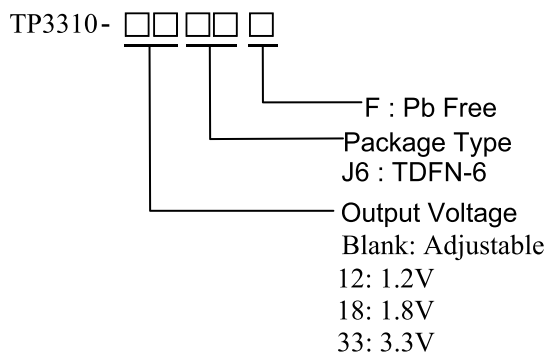 TP3310- □□ □□ □
F : Pb Free
Package Type
J6 : TDFN-6
Output Voltage
Blank: Adjustable
12: 1.2V
18: 1.8V
33: 3.3V